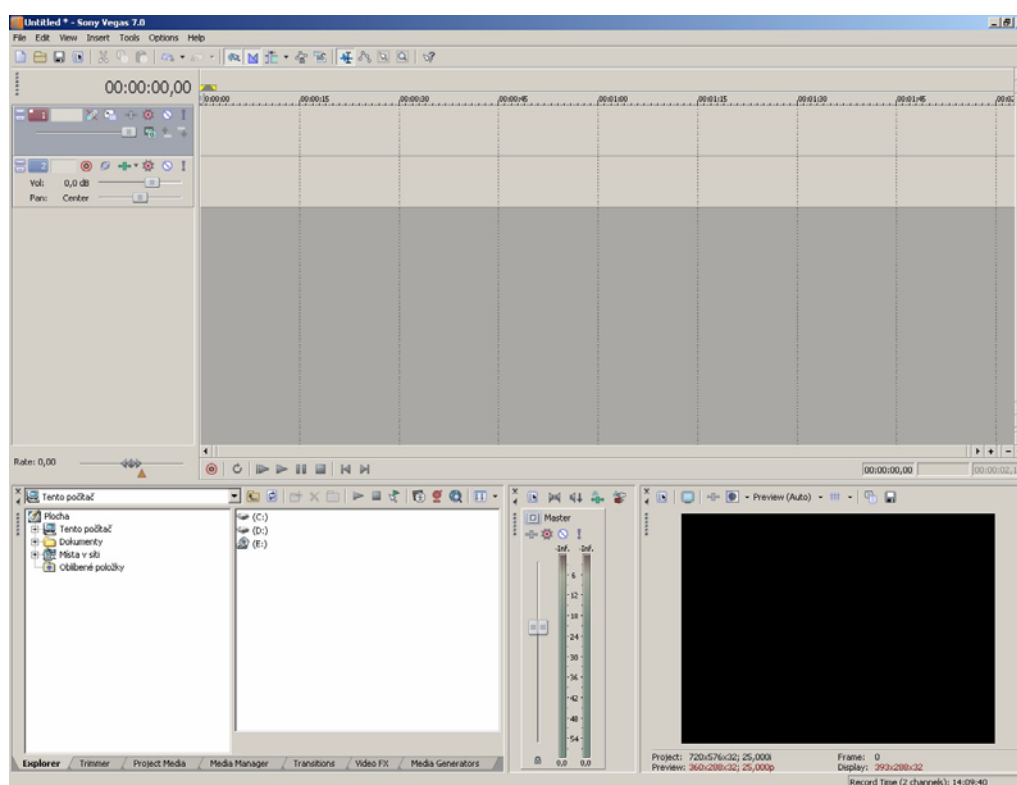 Untitled * - Sony Vegas 7.0
File Edit View Insert Tools Options Help
00:00:00,00
0:00:00 00:00:15 00:00:30 00:00:45 00:01:00 00:01:15 00:01:30 00:01:45
1
2
Vol: 0,0 dB
Pan: Center
Rate: 0,00
00:00:00,00
Tento počítač
Plocha
Tento počítač
Dokumenty
Místa v síti
Oblíbené položky
(C:)
(D:)
(E:)
Master
-Inf. -Inf.
6
12
18
24
30
36
42
48
54
0,0 0,0
Preview (Auto)
Project: 720x576x32; 25,000i Frame: 0
Preview: 360x288x32; 25,000p Display: 393x288x32
Explorer Trimmer Project Media Media Manager Transitions Video FX Media Generators
Record Time (2 channels): 14:09:40